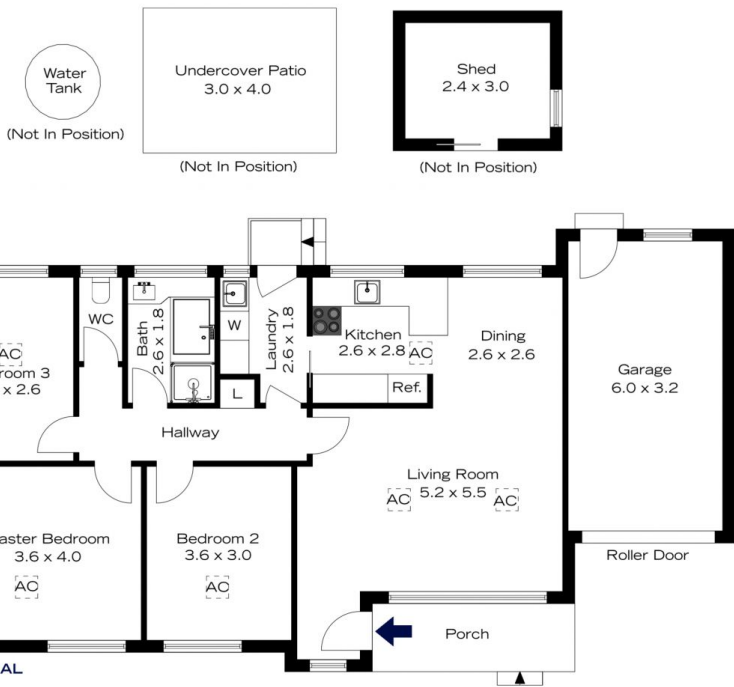 Water
Tank
(Not In Position)
Undercover Patio
3.0 x 4.0
(Not In Position)
Shed
2.4 x 3.0
(Not In Position)
AC
room 3
x 2.6
WC
Bath
2.6 x 1.8
W
L
Laundry
2.6 x 1.8
Kitchen
2.6 x 2.8
AC
Ref.
Dining
2.6 x 2.6
Garage
6.0 x 3.2
Roller Door
Hallway
Living Room
5.2 x 5.5
AC
AC
aster Bedroom
3.6 x 4.0
AC
Bedroom 2
3.6 x 3.0
AC
Porch
AL